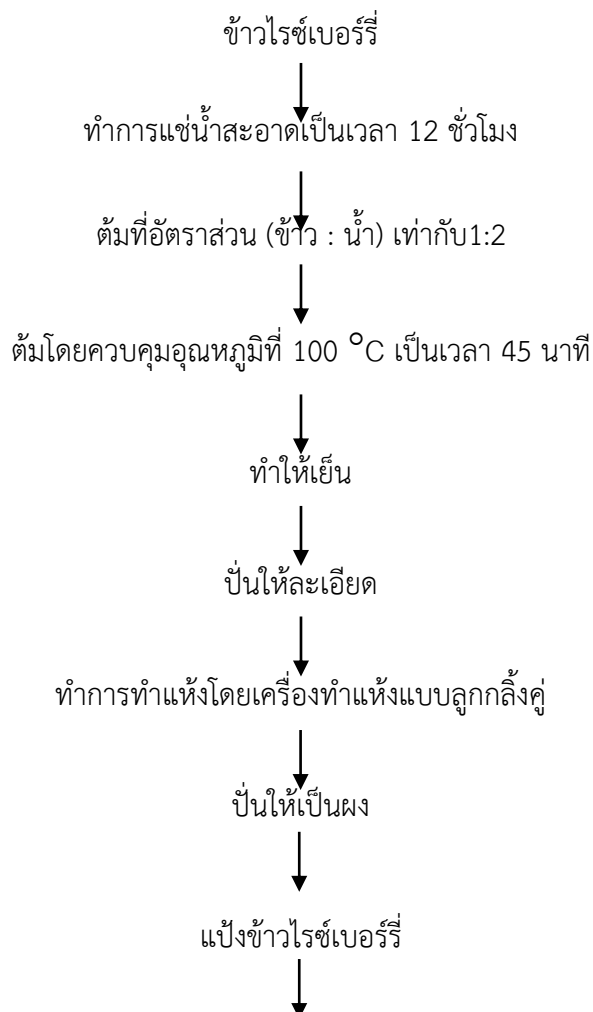 ข้าวไรซ์เบอร์รี่
ทำการแช่น้ำสะอาดเป็นเวลา 12 ชั่วโมง
ต้มที่อัตราส่วน (ข้าว : น้ำ) เท่ากับ1:2
ต้มโดยควบคุมอุณหภูมิที่ 100 °C เป็นเวลา 45 นาที
ทำให้เย็น
ปั่นให้ละเอียด
ทำการทำแห้งโดยเครื่องทำแห้งแบบลูกกลิ้งคู่
ปั่นให้เป็นผง
แป้งข้าวไรซ์เบอร์รี่